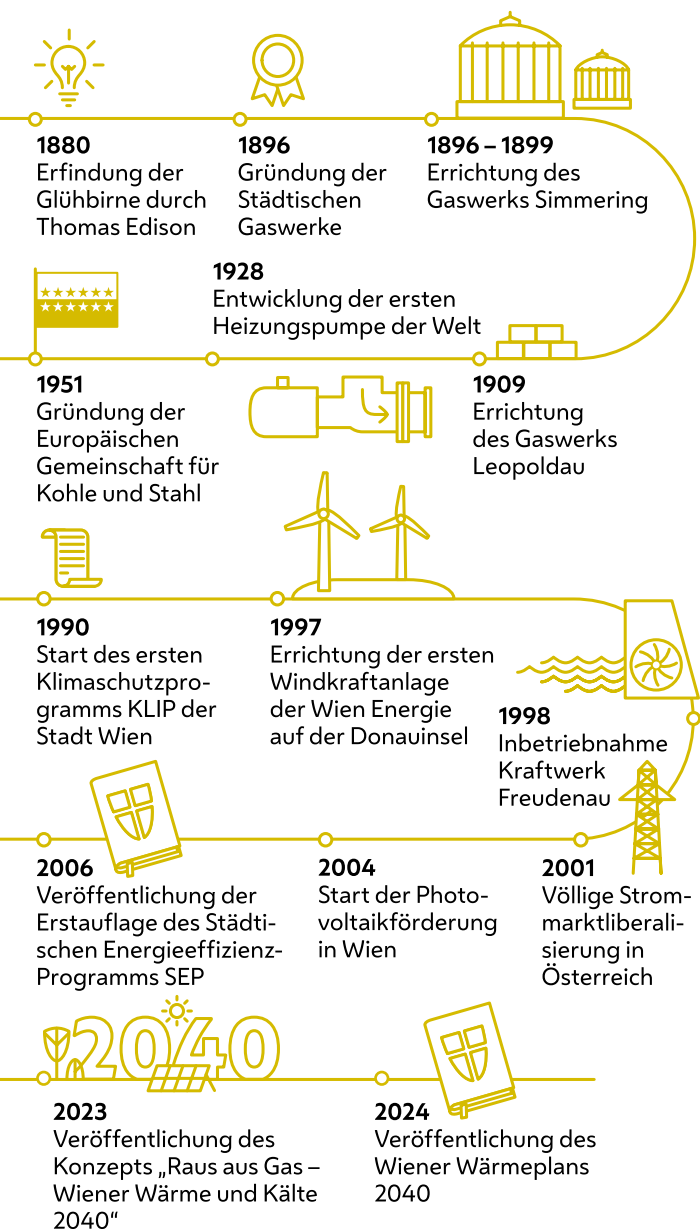 1880
Erfindung der
Glühbirne durch
Thomas Edison
1896
Gründung der
Städtischen
Gaswerke
1896 – 1899
Errichtung des
Gaswerks Simmering
1909
Errichtung
des Gaswerks
Leopoldau
1928
Entwicklung der ersten
Heizungspumpe der Welt
1951
Gründung der
Europäischen
Gemeinschaft für
Kohle und Stahl
1990
Start des ersten
Klimaschutzpro-
gramms KLIP der
Stadt Wien
1997
Errichtung der ersten
Windkraftanlage
der Wien Energie
auf der Donauinsel
1998
Inbetriebnahme
Kraftwerk
Freudenau
2001
Völlige Strom-
marktliberali-
sierung in
Österreich
2004
Start der Photo-
voltaikförderung
in Wien
2006
Veröffentlichung der
Erstauflage des Städti-
schen Energieeffizienz-
Programms SEP
2040
2023
Veröffentlichung des
Konzepts „Raus aus Gas –
Wiener Wärme und Kälte
2040“
2024
Veröffentlichung des
Wiener Wärmeplans
2040